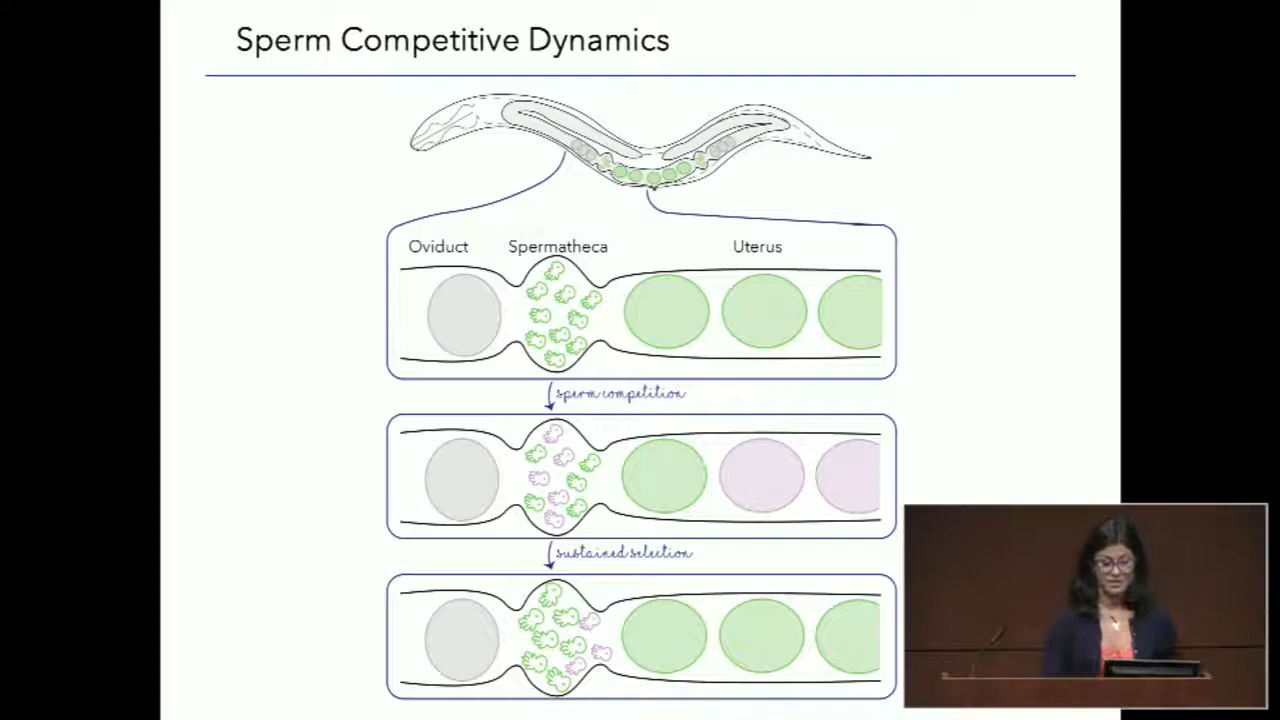 Sperm Competitive Dynamics
Oviduct Spermatheca Uterus
sperm competition
sustained selection